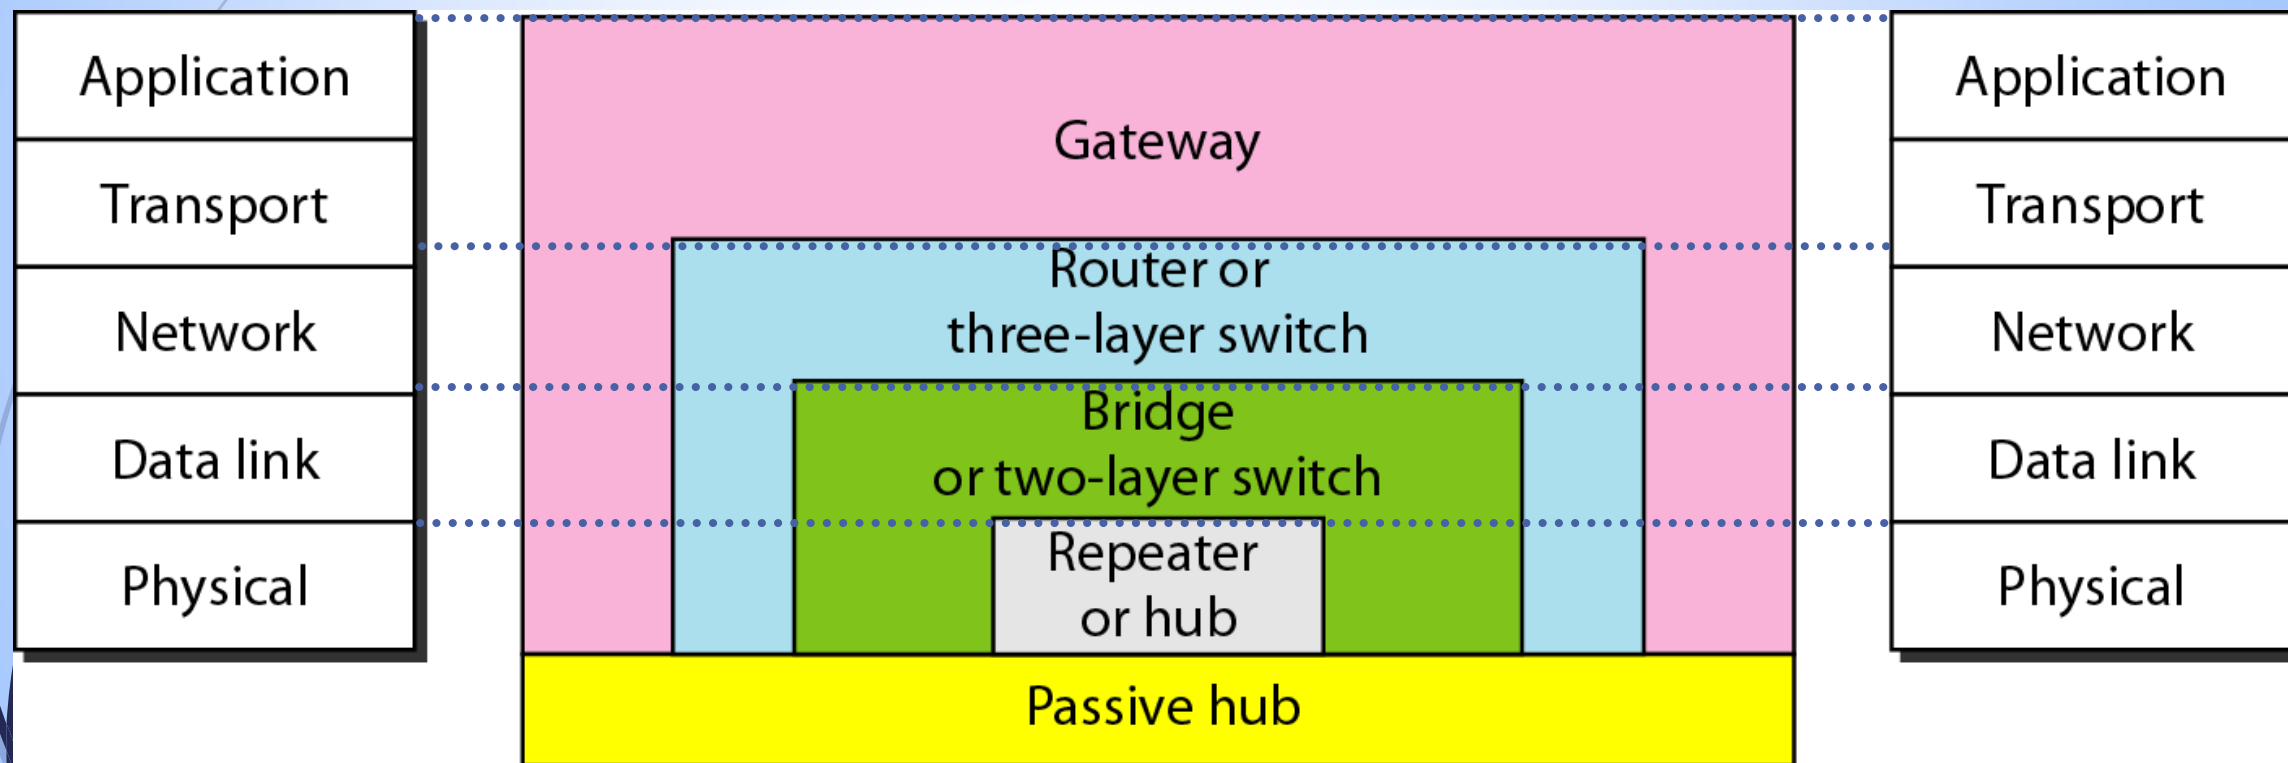 Application
Transport
Network
Data link
Physical
Gateway
Router or
three-layer switch
Bridge
or two-layer switch
Repeater
or hub
Passive hub
Application
Transport
Network
Data link
Physical